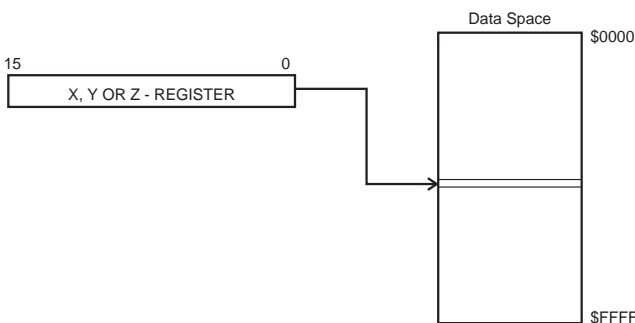 Data Space
$0000
15 0
X, Y OR Z - REGISTER
$FFFF